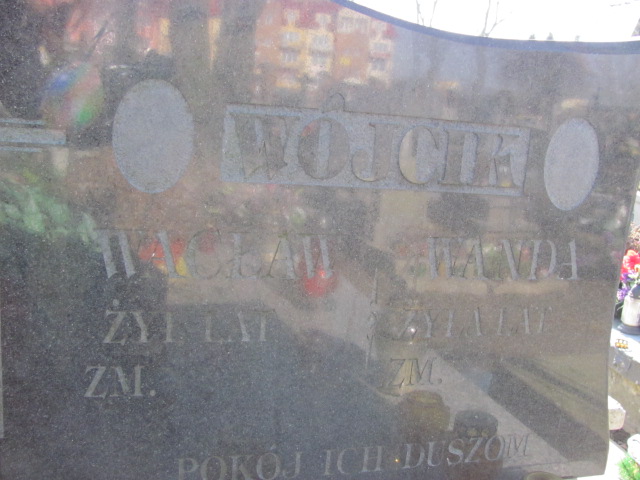 WÓJCIK
WACŁAW WANDA
ŻYŁ LAT ŻYŁA LAT
ZM. ZM.
POKÓJ ICH DUSZOM